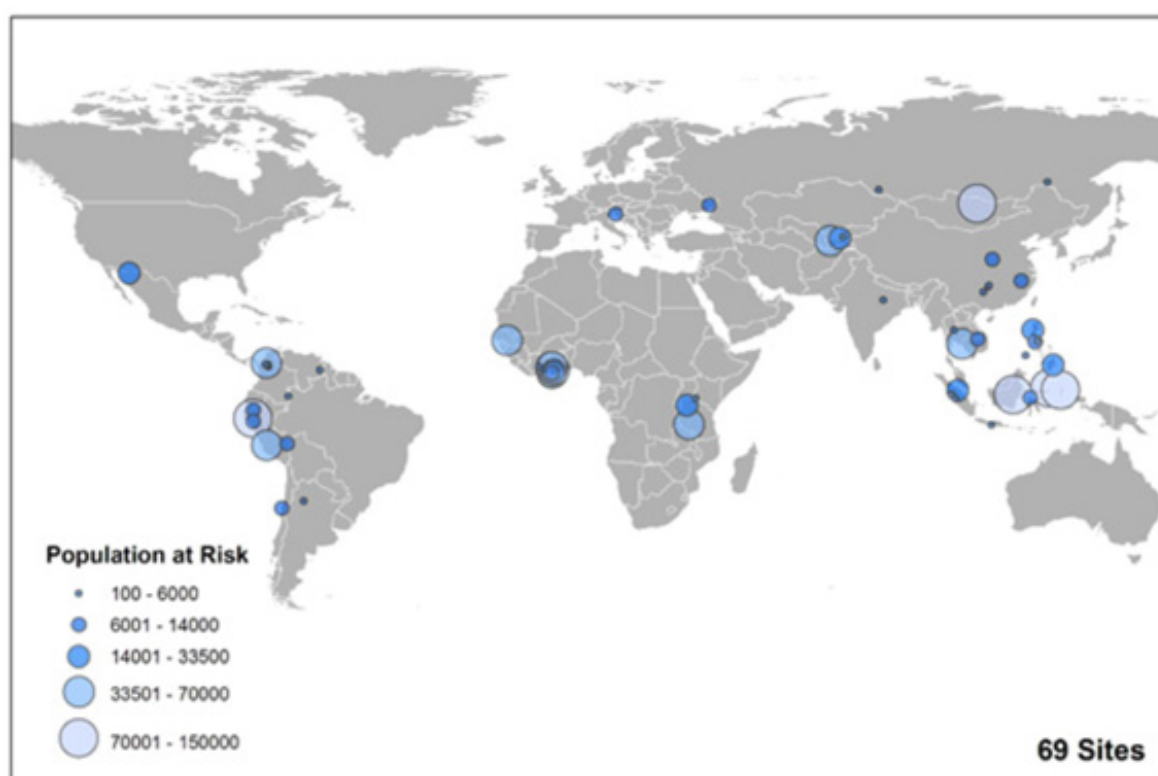 Population at Risk
100 - 6000
6001 - 14000
14001 - 33500
33501 - 70000
70001 - 150000
69 Sites